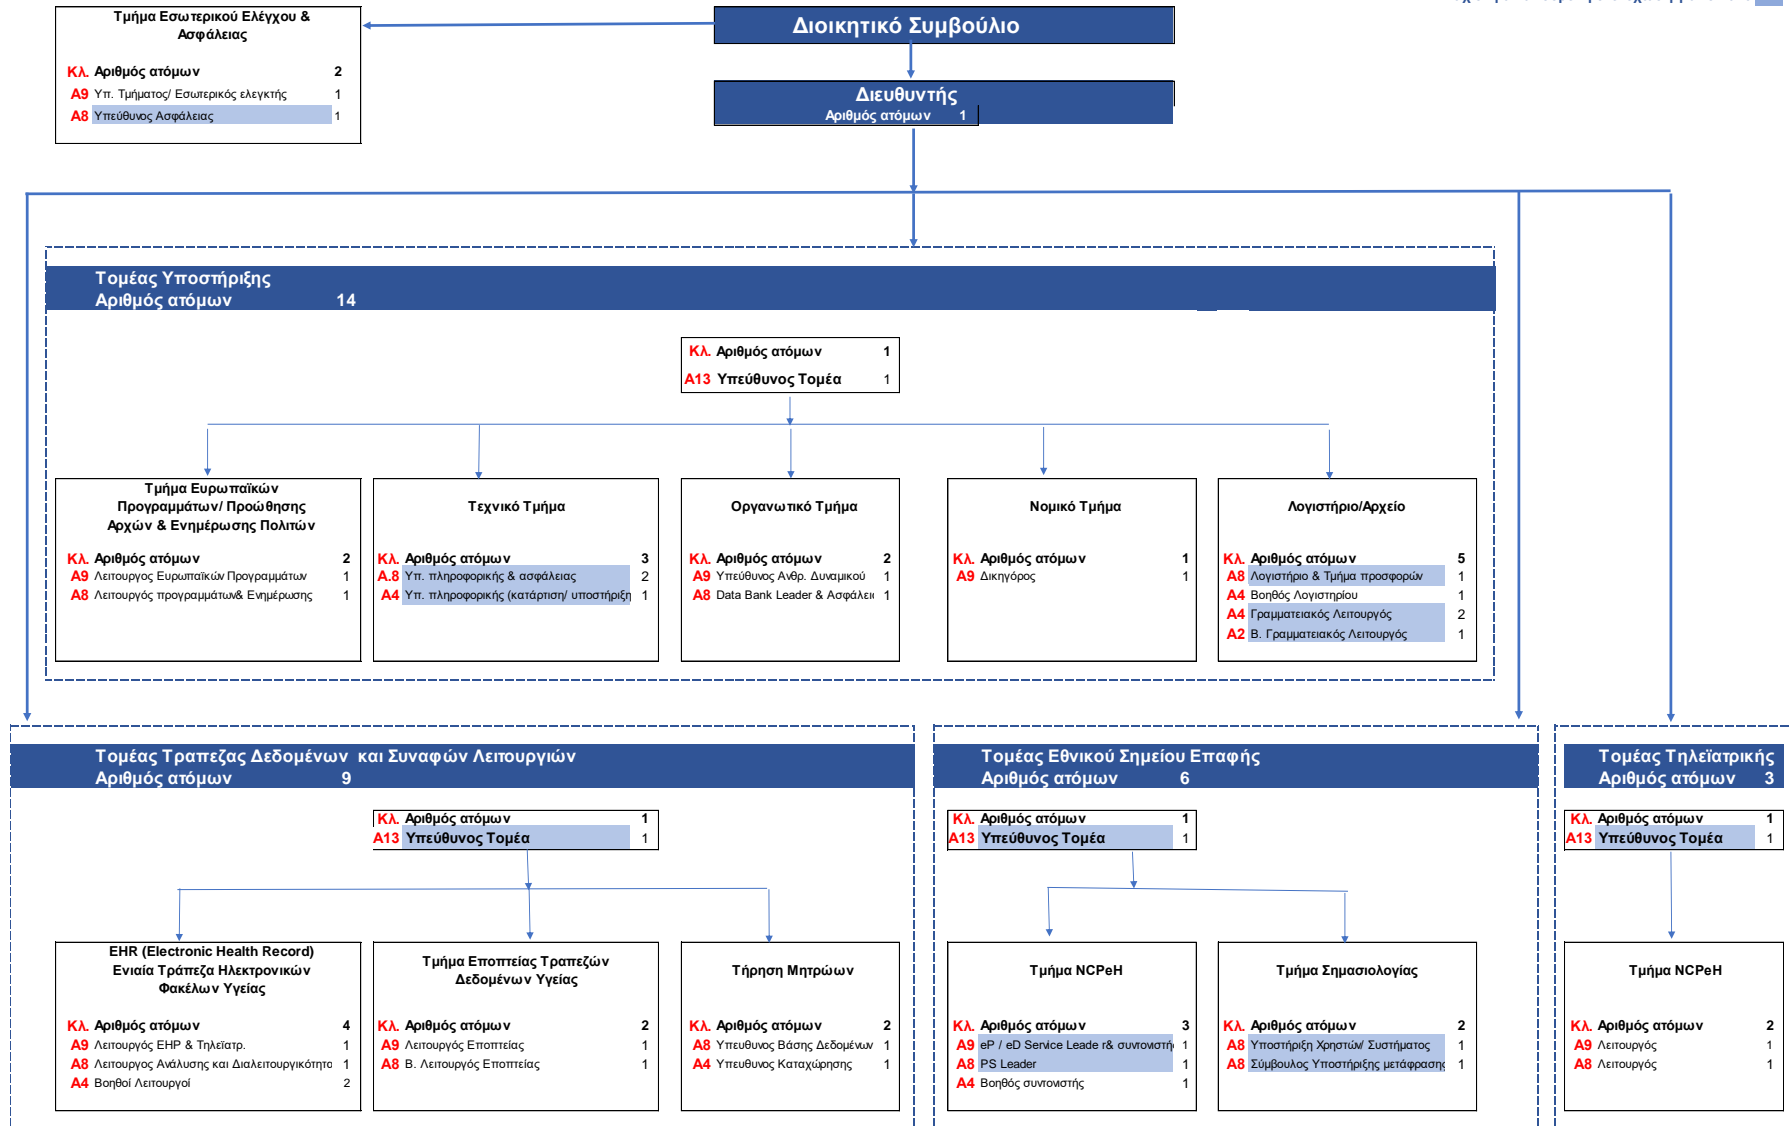 Τμήμα Εσωτερικού Ελέγχου &
Ασφάλειας
Κλ. Αριθμός ατόμων 2
Α9 Υπ. Τμήματος/ Εσωτερικός ελεγκτής 1
Α8 Υπεύθυνος Ασφάλειας 1
Διοικητικό Συμβούλιο
Διευθυντής
Αριθμός ατόμων 1
Τομέας Υποστήριξης
Αριθμός ατόμων 14
Κλ. Αριθμός ατόμων 1
Α13 Υπεύθυνος Τομέα 1
Τμήμα Ευρωπαϊκών
Προγραμμάτων/ Προώθησης
Αρχών & Ενημέρωσης Πολιτών
Κλ. Αριθμός ατόμων 2
Α9 Λειτουργος Ευρωπαϊκών Προγραμμάτων 1
Α8 Λειτουργός προγραμμάτων& Ενημέρωσης 1
Τεχνικό Τμήμα
Κλ. Αριθμός ατόμων 3
Α.8 Υπ. πληροφορικής & ασφάλειας 2
Α4 Υπ. πληροφορικής (κατάρτιση/ υποστήριξη 1
Οργανωτικό Τμήμα
Κλ. Αριθμός ατόμων 2
Α9 Υπεύθυνος Ανθρ. Δυναμικού 1
Α8 Data Bank Leader & Ασφάλει 1
Νομικό Τμήμα
Κλ. Αριθμός ατόμων 1
Α9 Δικηγόρος 1
Λογιστήριο/Αρχείο
Κλ. Αριθμός ατόμων 5
Α8 Λογιστήριο & Τμήμα προσφορών 1
Α4 Βοηθός Λογιστηρίου 1
Α4 Γραμματειακός Λειτουργός 2
Α2 Β. Γραμματειακός Λειτουργός 1
Τομέας Τραπεζας Δεδομένων και Συναφών Λειτουργιών
Αριθμός ατόμων 9
Κλ. Αριθμός ατόμων 1
Α13 Υπεύθυνος Τομέα 1
EHR (Electronic Health Record)
Ενιαία Τράπεζα Ηλεκτρονικών
Φακέλων Υγείας
Κλ. Αριθμός ατόμων 4
Α9 Λειτουργός ΕΗΡ & Τηλεϊατρ. 1
Α8 Λειτουργος Ανάλυσης και Διαλειτουργικότητα 1
Α4 Βοηθοί Λειτουργοί 2
Τμήμα Εποπτείας Τραπεζών
Δεδομένων Υγείας
Κλ. Αριθμός ατόμων 2
Α9 Λειτουργός Εποπτείας 1
Α8 Β. Λειτουργός Εποπτείας 1
Τήρηση Μητρώων
Κλ. Αριθμός ατόμων 2
Α8 Υπευθυνος Βάσης Δεδομένων 1
Α4 Υπευθυνος Καταχώρησης 1
Τομέας Εθνικού Σημείου Επαφής
Αριθμός ατόμων 6
Κλ. Αριθμός ατόμων 1
Α13 Υπεύθυνος Τομέα 1
Τμήμα NCPeH
Κλ. Αριθμός ατόμων 3
Α9 eP / eD Service Leade r& συντονιστή 1
Α8 PS Leader 1
Α4 Βοηθός συντονιστής 1
Τμήμα Σημασιολογίας
Κλ. Αριθμός ατόμων 2
Α8 Υποστήριξη Χρηστών/ Συστήματος 1
Α8 Σύμβουλος Υποστήριξης μετάφρασης 1
Τομέας Τηλεϊατρικής
Αριθμός ατόμων 3
Κλ. Αριθμός ατόμων 1
Α13 Υπεύθυνος Τομέα 1
Τμήμα NCPeH
Κλ. Αριθμός ατόμων 2
Α9 Λειτουργός 1
Α8 Λειτουργός 1